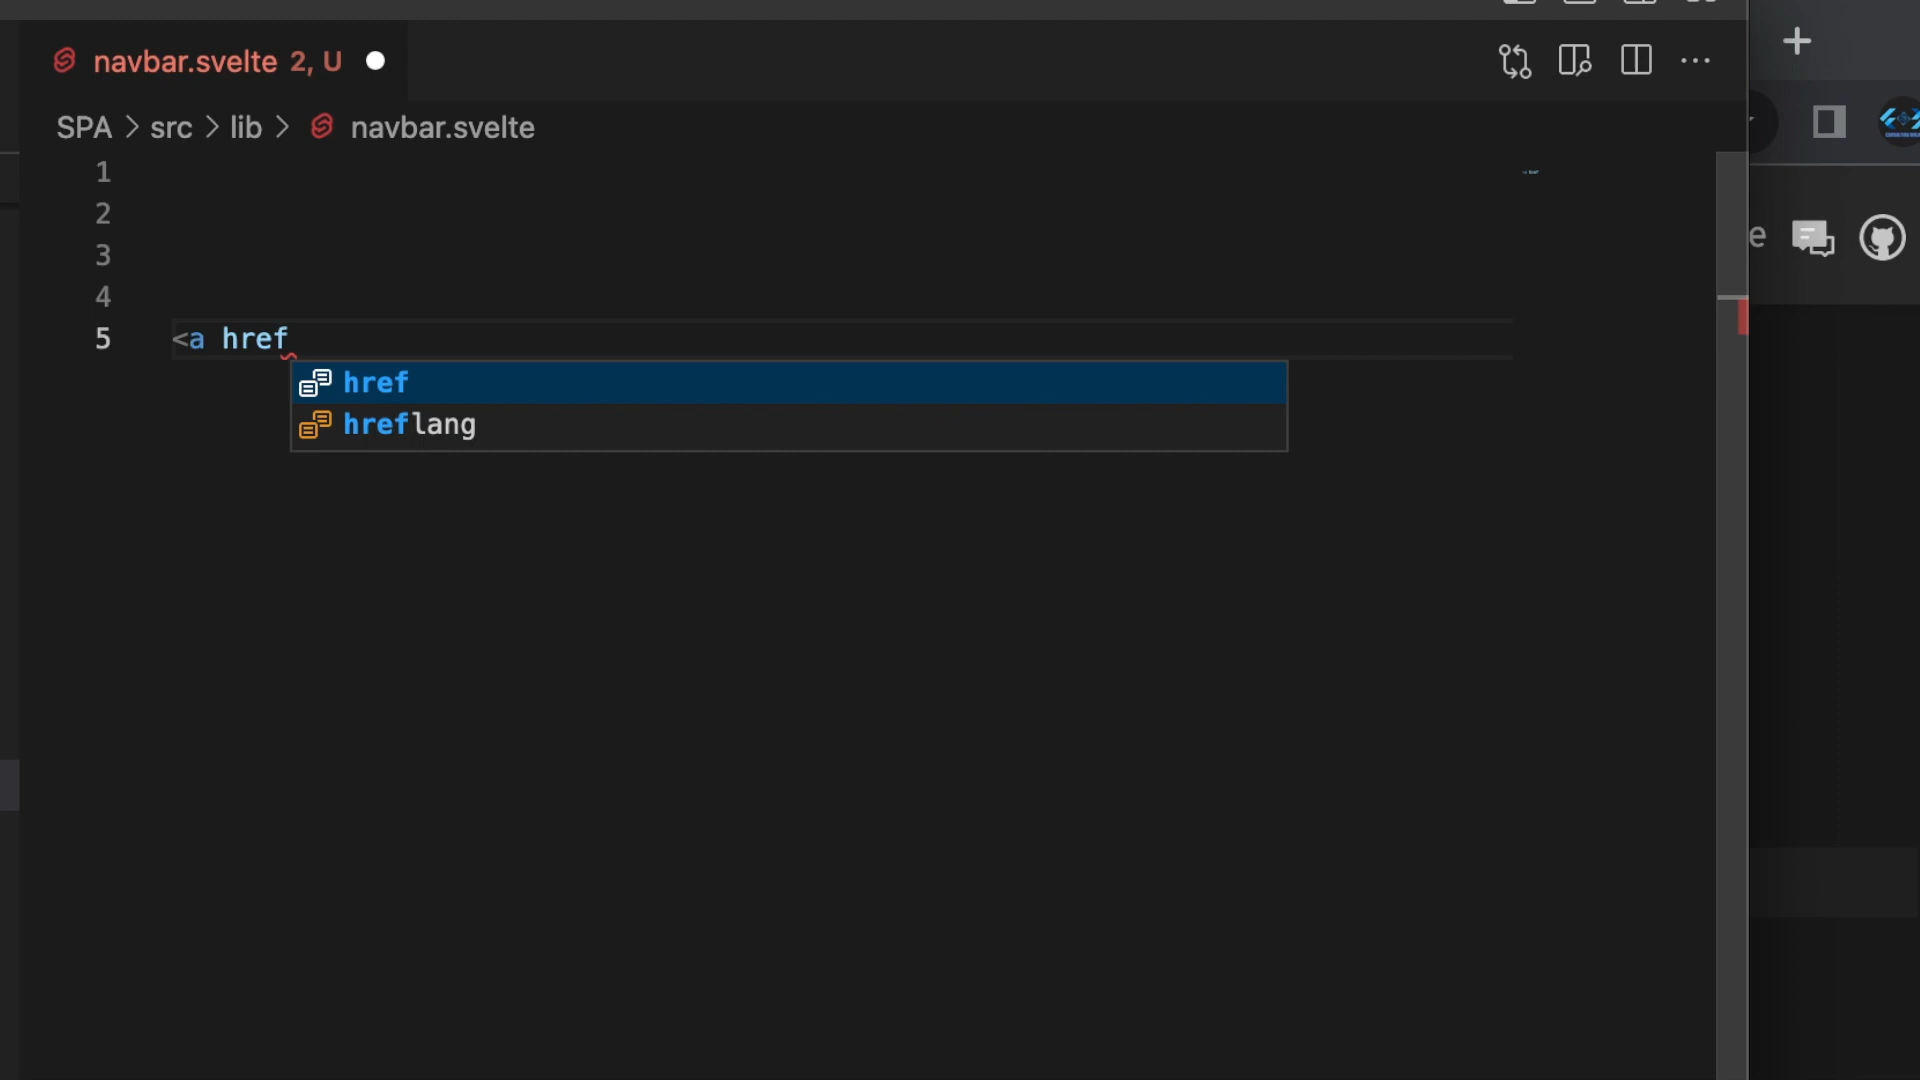 navbar.svelte 2, U
SPA > src > lib > navbar.svelte
e
1
2
3
4
5 <a href
href
hreflang